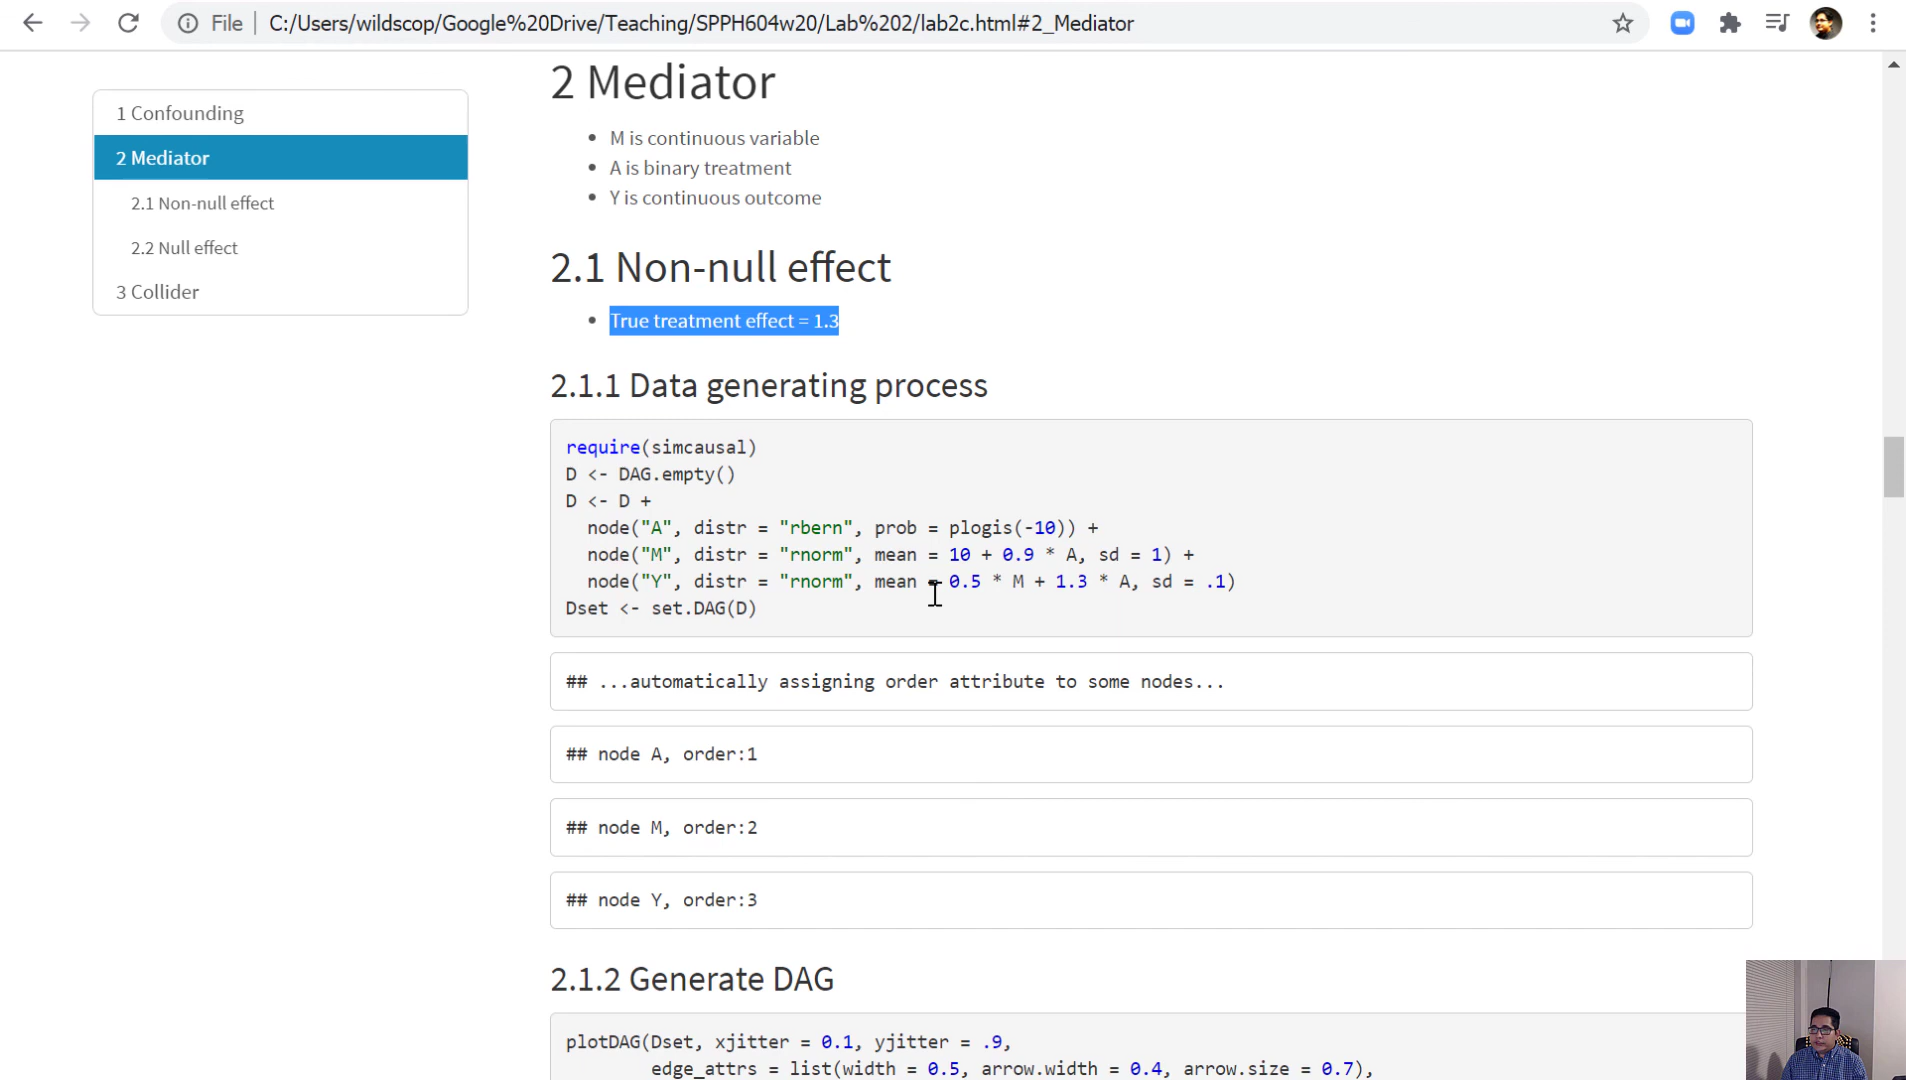 File
C:/Users/wildscop/Google%20Drive/Teaching/SPPH604w20/Lab%202/lab2c.html#2_Mediator
1 Confounding
2 Mediator
2.1 Non-null effect
2.2 Null effect
3 Collider
2 Mediator
• M is continuous variable
• A is binary treatment
• Y is continuous outcome
2.1 Non-null effect
• True treatment effect = 1.3
2.1.1 Data generating process
require(simcausal)
D <- DAG.empty()
D <- D +
  node("A", distr = "rbern", prob = plogis(-10)) +
  node("M", distr = "rnorm", mean = 10 + 0.9 * A, sd = 1) +
  node("Y", distr = "rnorm", mean = 0.5 * M + 1.3 * A, sd = .1)
Dset <- set.DAG(D)
## ...automatically assigning order attribute to some nodes...
## node A, order:1
## node M, order:2
## node Y, order:3
2.1.2 Generate DAG
plotDAG(Dset, xjitter = 0.1, yjitter = .9,
        edge_attrs = list(width = 0.5, arrow.width = 0.4, arrow.size = 0.7),